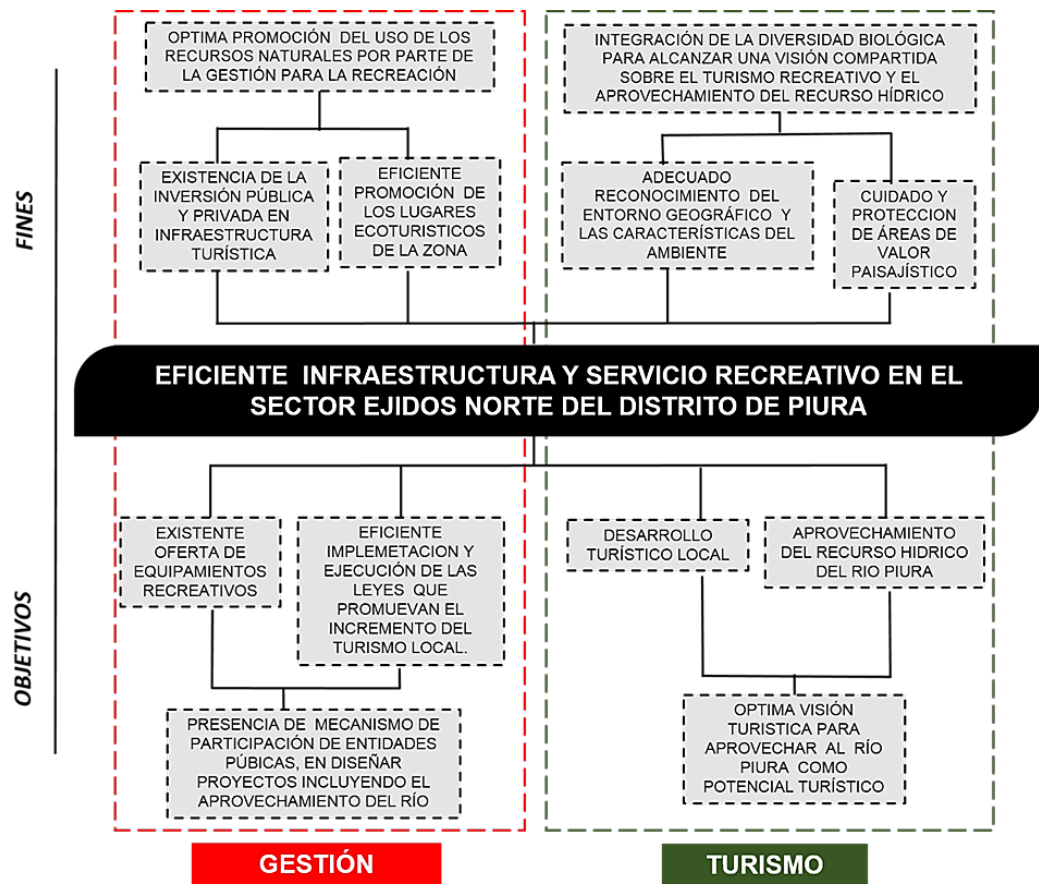 OPTIMA PROMOCIÓN DEL USO DE LOS
RECURSOS NATURALES POR PARTE DE
LA GESTIÓN PARA LA RECREACIÓN
INTEGRACIÓN DE LA DIVERSIDAD BIOLÓGICA
PARA ALCANZAR UNA VISIÓN COMPARTIDA
SOBRE EL TURISMO RECREATIVO Y EL
APROVECHAMIENTO DEL RECURSO HÍDRICO
FINES
EXISTENCIA DE LA
INVERSIÓN PÚBLICA
Y PRIVADA EN
INFRAESTRUCTURA
TURÍSTICA
EFICIENTE
PROMOCIÓN DE
LOS LUGARES
ECOTURISTICOS
DE LA ZONA
ADECUADO
RECONOCIMIENTO DEL
ENTORNO GEOGRÁFICO Y
LAS CARACTERÍSTICAS DEL
AMBIENTE
CUIDADO Y
PROTECCION
DE ÁREAS DE
VALOR
PAISAJÍSTICO
EFICIENTE INFRAESTRUCTURA Y SERVICIO RECREATIVO EN EL
SECTOR EJIDOS NORTE DEL DISTRITO DE PIURA
OBJETIVOS
EXISTENTE
OFERTA DE
EQUIPAMIENTOS
RECREATIVOS
EFICIENTE
IMPLEMETACION Y
EJECUCIÓN DE LAS
LEYES QUE
PROMUEVAN EL
INCREMENTO DEL
TURISMO LOCAL.
DESARROLLO
TURÍSTICO LOCAL
APROVECHAMIENTO
DEL RECURSO HIDRICO
DEL RIO PIURA
PRESENCIA DE MECANISMO DE
PARTICIPACIÓN DE ENTIDADES
PÚBICAS, EN DISEÑAR
PROYECTOS INCLUYENDO EL
APROVECHAMIENTO DEL RÍO
OPTIMA VISIÓN
TURISTICA PARA
APROVECHAR AL RÍO
PIURA COMO
POTENCIAL TURÍSTICO
GESTIÓN
TURISMO